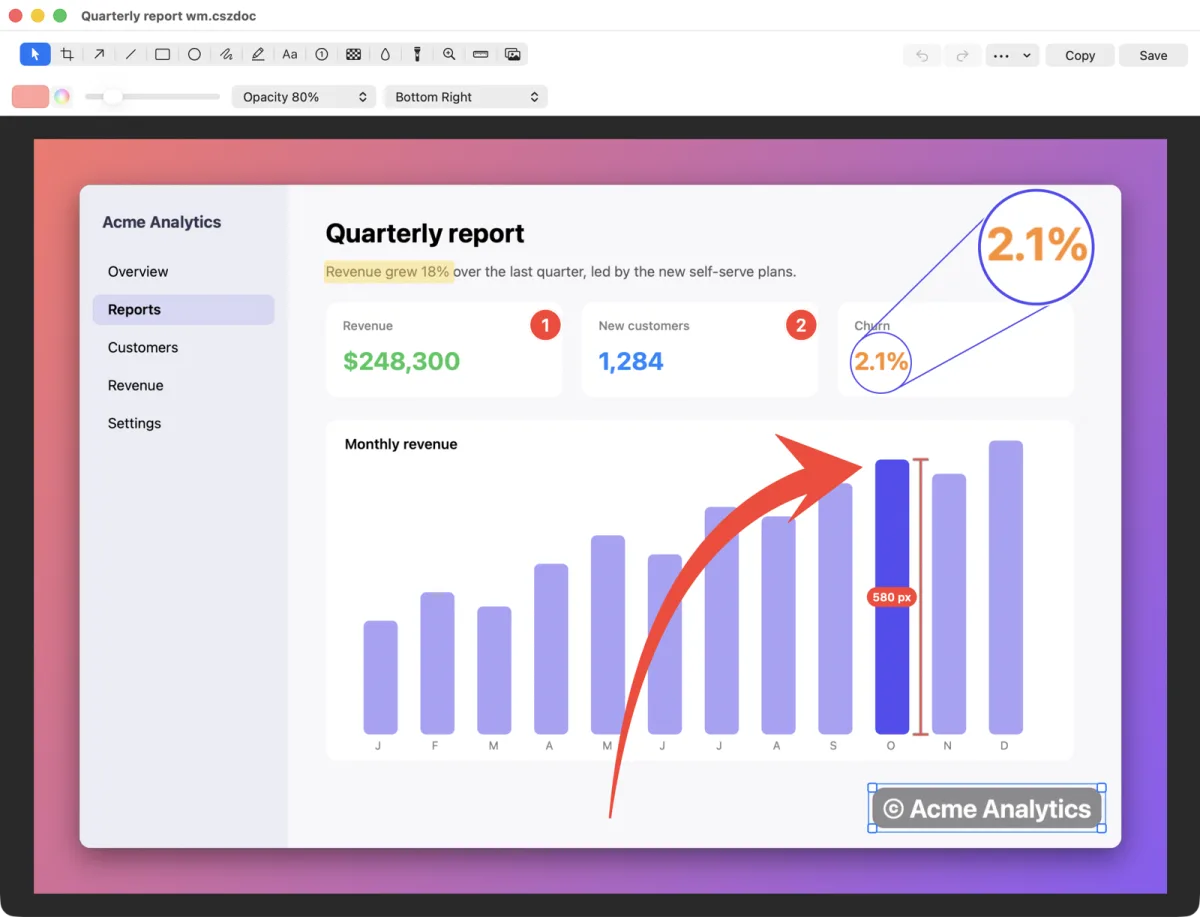 Quarterly report wm.cszdoc
Aa
1
Copy
Save
Opacity 80%
Bottom Right
Acme Analytics
Overview
Reports
Customers
Revenue
Settings
Quarterly report
Revenue grew 18% over the last quarter, led by the new self-serve plans.
2.1%
Revenue
1
$248,300
New customers
2
1,284
Churn
2.1%
Monthly revenue
580 px
J F M A M J J A S O N D
© Acme Analytics